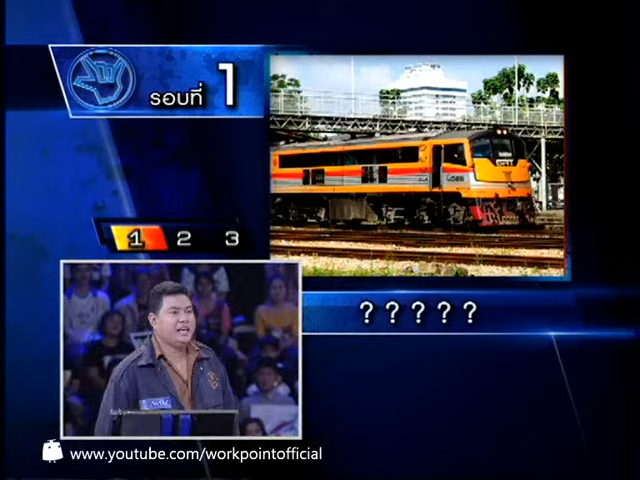 รอบที่ 1
1 2 3
? ? ? ? ?
www.youtube.com/workpointofficial